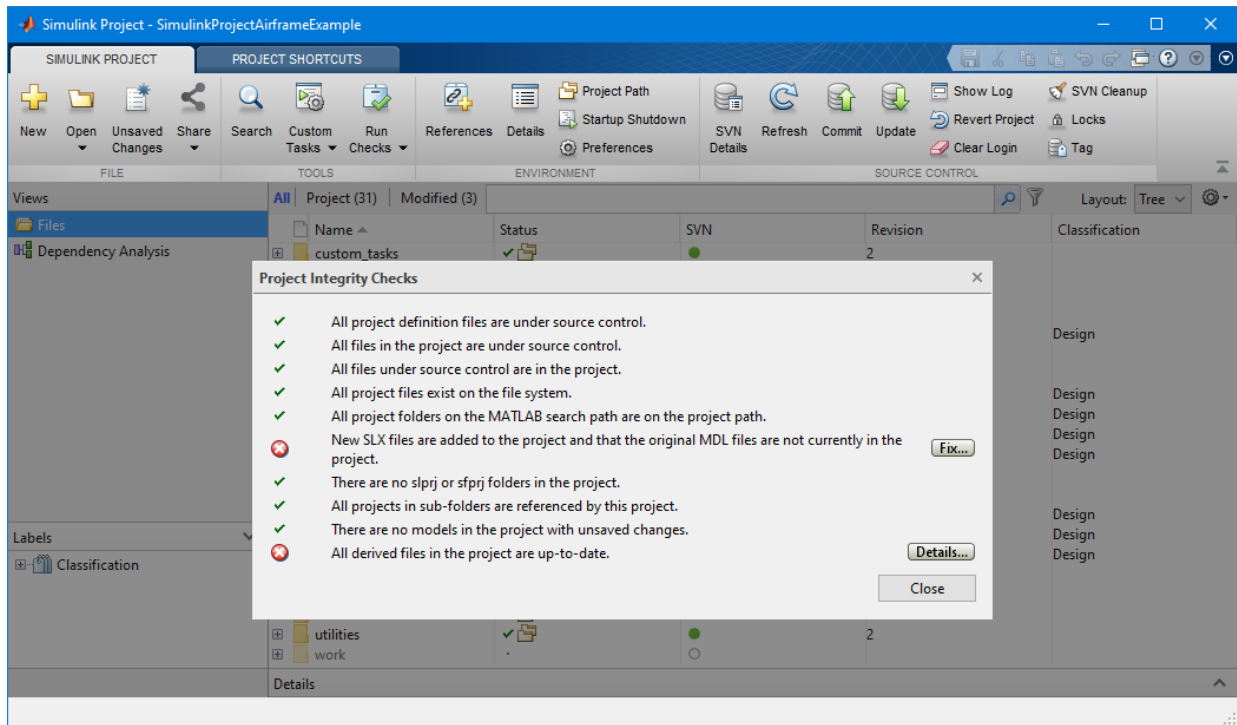 Simulink Project - SimulinkProjectAirframeExample
SIMULINK PROJECT
PROJECT SHORTCUTS
New
Open
Unsaved
Changes
Share
Search
Custom
Tasks
Run
Checks
References
Details
Project Path
Startup Shutdown
Preferences
SVN
Details
Refresh
Commit
Update
Show Log
Revert Project
Clear Login
SVN Cleanup
Locks
Tag
FILE
TOOLS
ENVIRONMENT
SOURCE CONTROL
Views
All
Project (31)
Modified (3)
Layout: Tree
Files
Dependency Analysis
Name
Status
SVN
Revision
Classification
custom_tasks
2
Project Integrity Checks
All project definition files are under source control.
All files in the project are under source control.
All files under source control are in the project.
All project files exist on the file system.
All project folders on the MATLAB search path are on the project path.
New SLX files are added to the project and that the original MDL files are not currently in the
project.
Fix...
There are no slprj or sfprj folders in the project.
All projects in sub-folders are referenced by this project.
There are no models in the project with unsaved changes.
All derived files in the project are up-to-date.
Details...
Close
Design
Design
Design
Design
Design
Design
Design
Design
Labels
Classification
utilities
2
work
Details